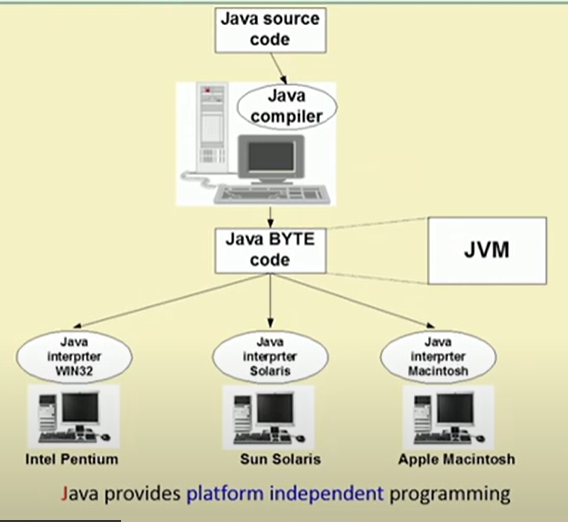 Java source
code
Java
compiler
Java BYTE
code
JVM
Java
interprter
WIN32
Java
interprter
Solaris
Java
interprter
Macintosh
Intel Pentium
Sun Solaris
Apple Macintosh
Java provides platform independent programming